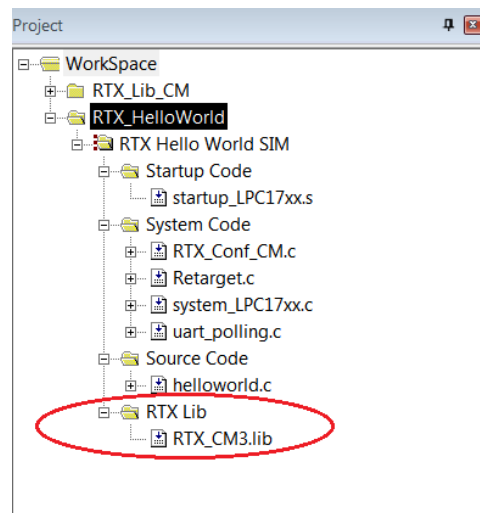 Project
WorkSpace
RTX_Lib_CM
RTX_HelloWorld
RTX Hello World SIM
Startup Code
startup_LPC17xx.s
System Code
RTX_Conf_CM.c
Retarget.c
system_LPC17xx.c
uart_polling.c
Source Code
helloworld.c
RTX Lib
RTX_CM3.lib